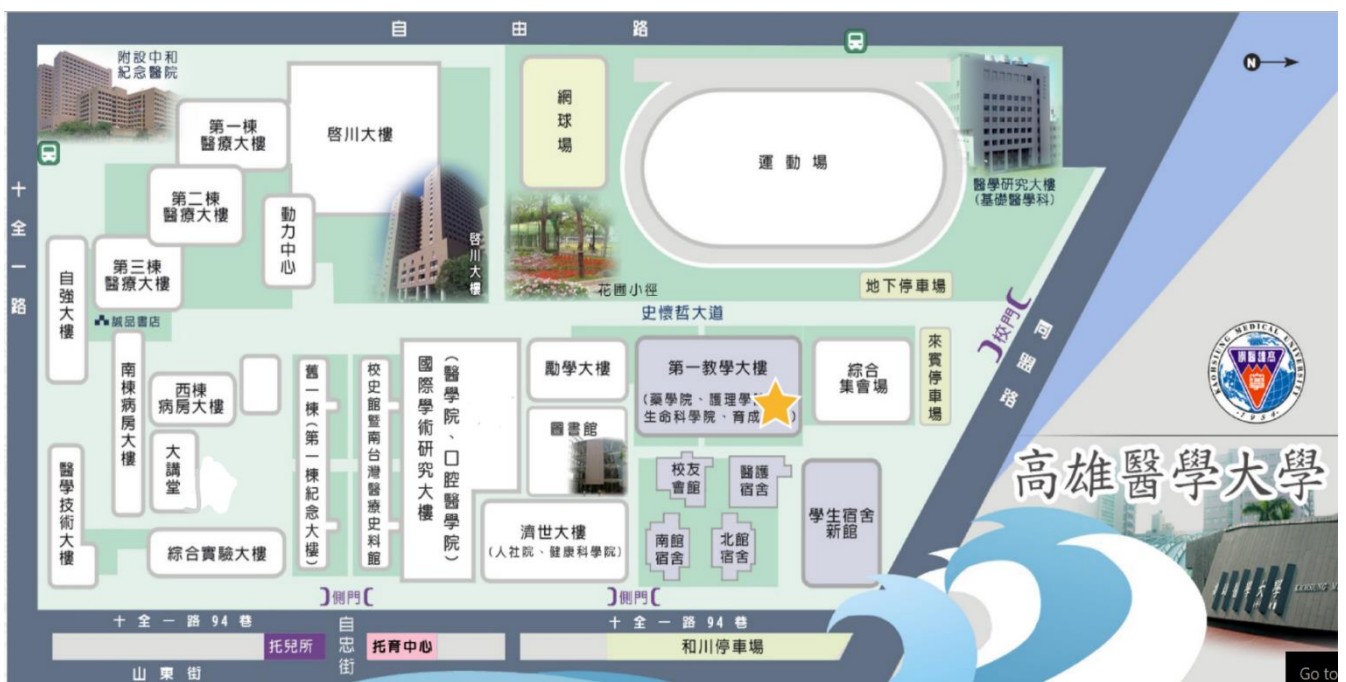 自由路
附設中和
紀念醫院
N
第一棟
醫療大樓
啓川大樓
網球場
運動場
醫學研究大樓
(基礎醫學科)
十全一路
第二棟
醫療大樓
動力中心
啓川大樓
自強大樓
第三棟
醫療大樓
花圃小徑
地下停車場
誠品書店
史懷哲大道
校門
同盟路
南棟病房大樓
西棟
病房大樓
舊一棟(第一棟紀念大樓)
校史館暨南台灣醫療史料館
國際學術研究大樓
(醫學院、口腔醫學院)
勵學大樓
第一教學大樓
(藥學院、護理學
生命科學院、育成
)
綜合
集會場
來賓停車場
KAOHSIUNG MEDICAL UNIVERSITY
1954
圖書館
大講堂
醫學技術大樓
校友
會館
醫護
宿舍
高雄醫學大學
綜合實驗大樓
濟世大樓
(人社院、健康科學院)
南館
宿舍
北館
宿舍
學生宿舍
新館
側門
側門
十全一路94巷
自忠街
十全一路94巷
托兒所
托育中心
和川停車場
山東街
Go to